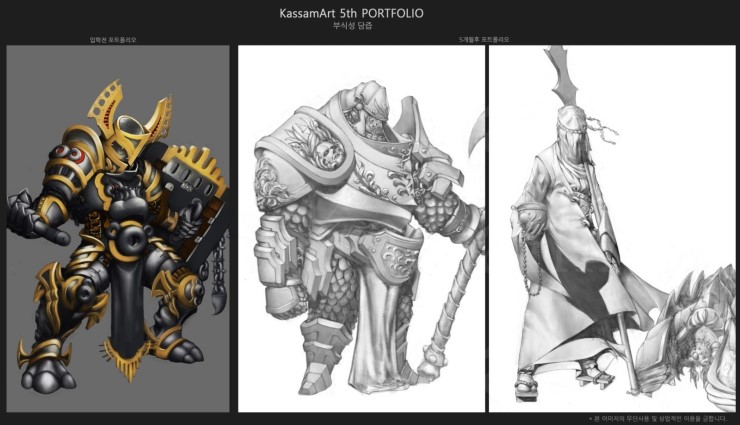 KassamArt 5th PORTFOLIO
부식성 담즙
입학전 포트폴리오
5개월후 포트폴리오
* 본 이미지의 무단사용 및 상업적인 이용을 금합니다.